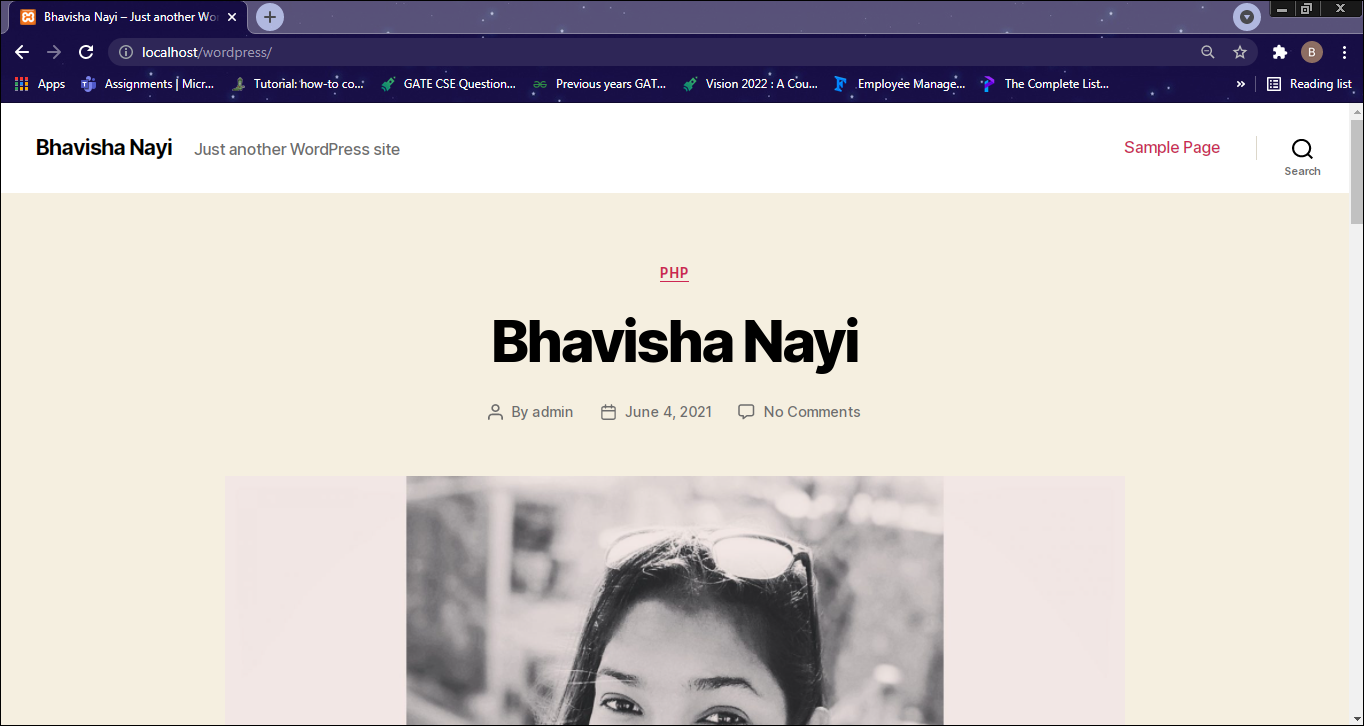 Bhavisha Nayi – Just another Wo
localhost/wordpress/
B
Apps Assignments | Micr... Tutorial: how-to co... GATE CSE Question... Previous years GAT... Vision 2022 : A Cou... Employee Manage... The Complete List... » Reading list
Bhavisha Nayi Just another WordPress site Sample Page
Search
PHP
Bhavisha Nayi
By admin June 4, 2021 No Comments